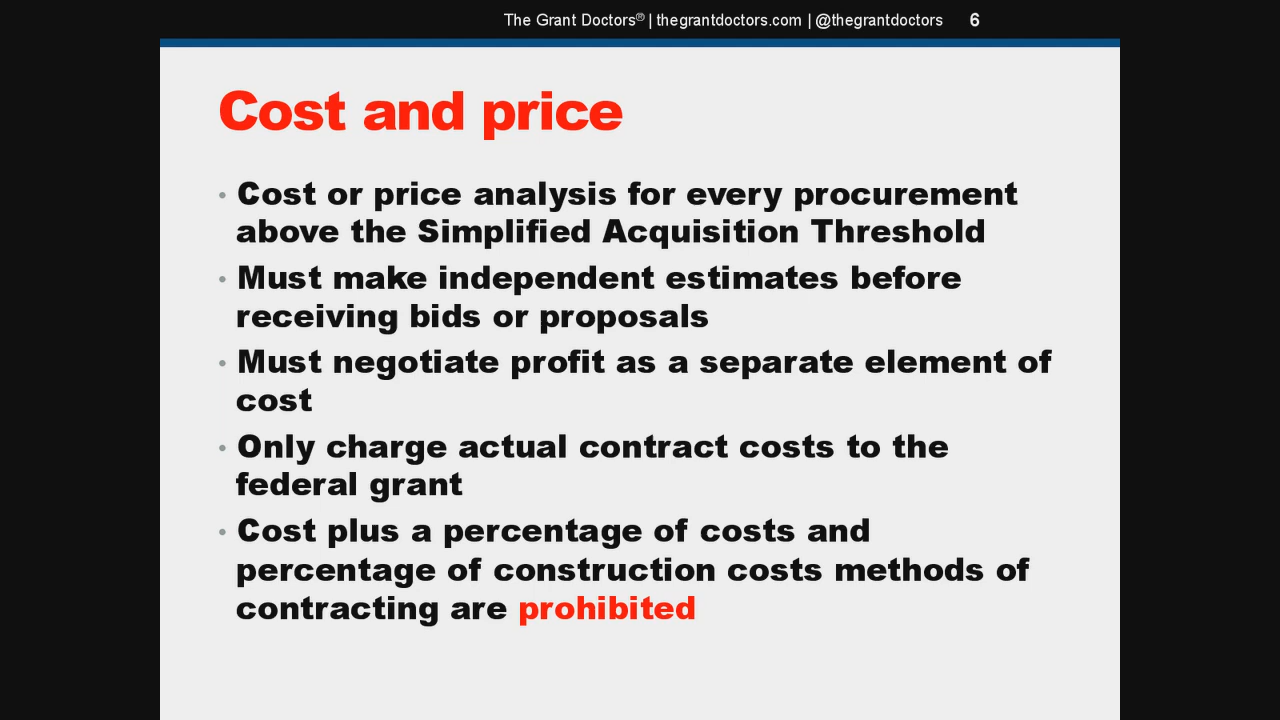 The Grant Doctors® | thegrantdoctors.com | @thegrantdoctors 6
Cost and price
• Cost or price analysis for every procurement
above the Simplified Acquisition Threshold
• Must make independent estimates before
receiving bids or proposals
• Must negotiate profit as a separate element of
cost
• Only charge actual contract costs to the
federal grant
• Cost plus a percentage of costs and
percentage of construction costs methods of
contracting are prohibited